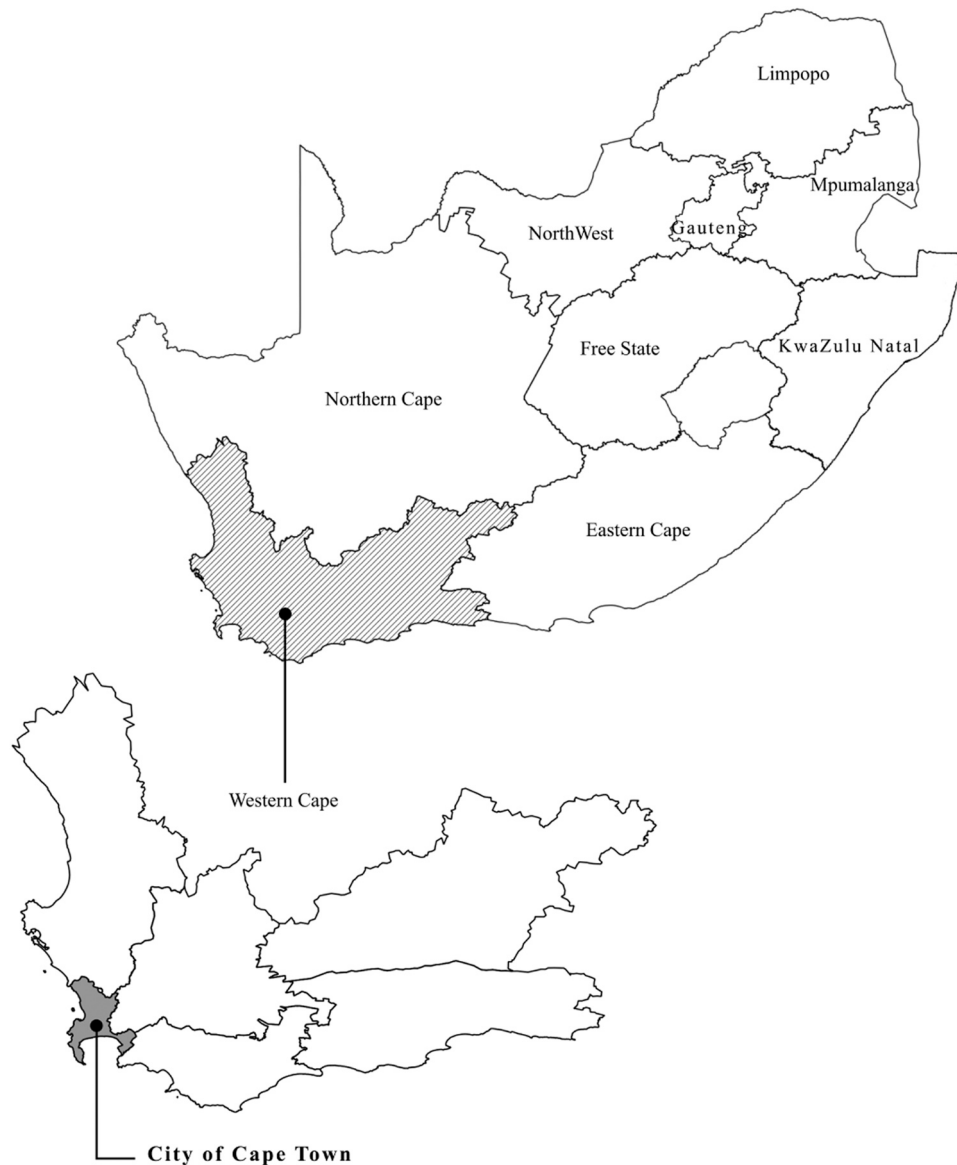 Limpopo
Mpumalanga
Gauteng
NorthWest
KwaZulu Natal
Free State
Northern Cape
Eastern Cape
Western Cape
City of Cape Town